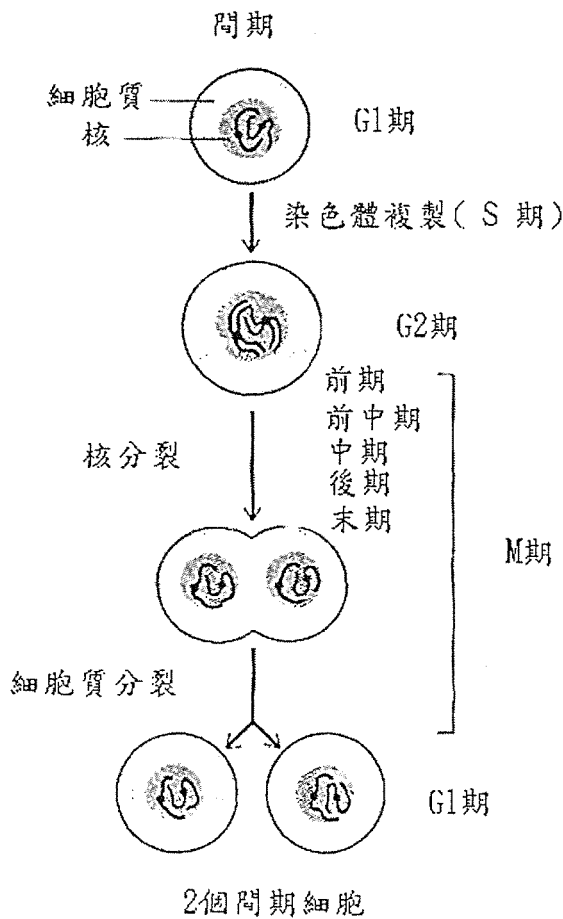 間期
細胞質
核
G1期
染色體複製( S 期)
G2期
前期
前中期
中期
後期
末期
核分裂
M期
細胞質分裂
G1期
2個間期細胞